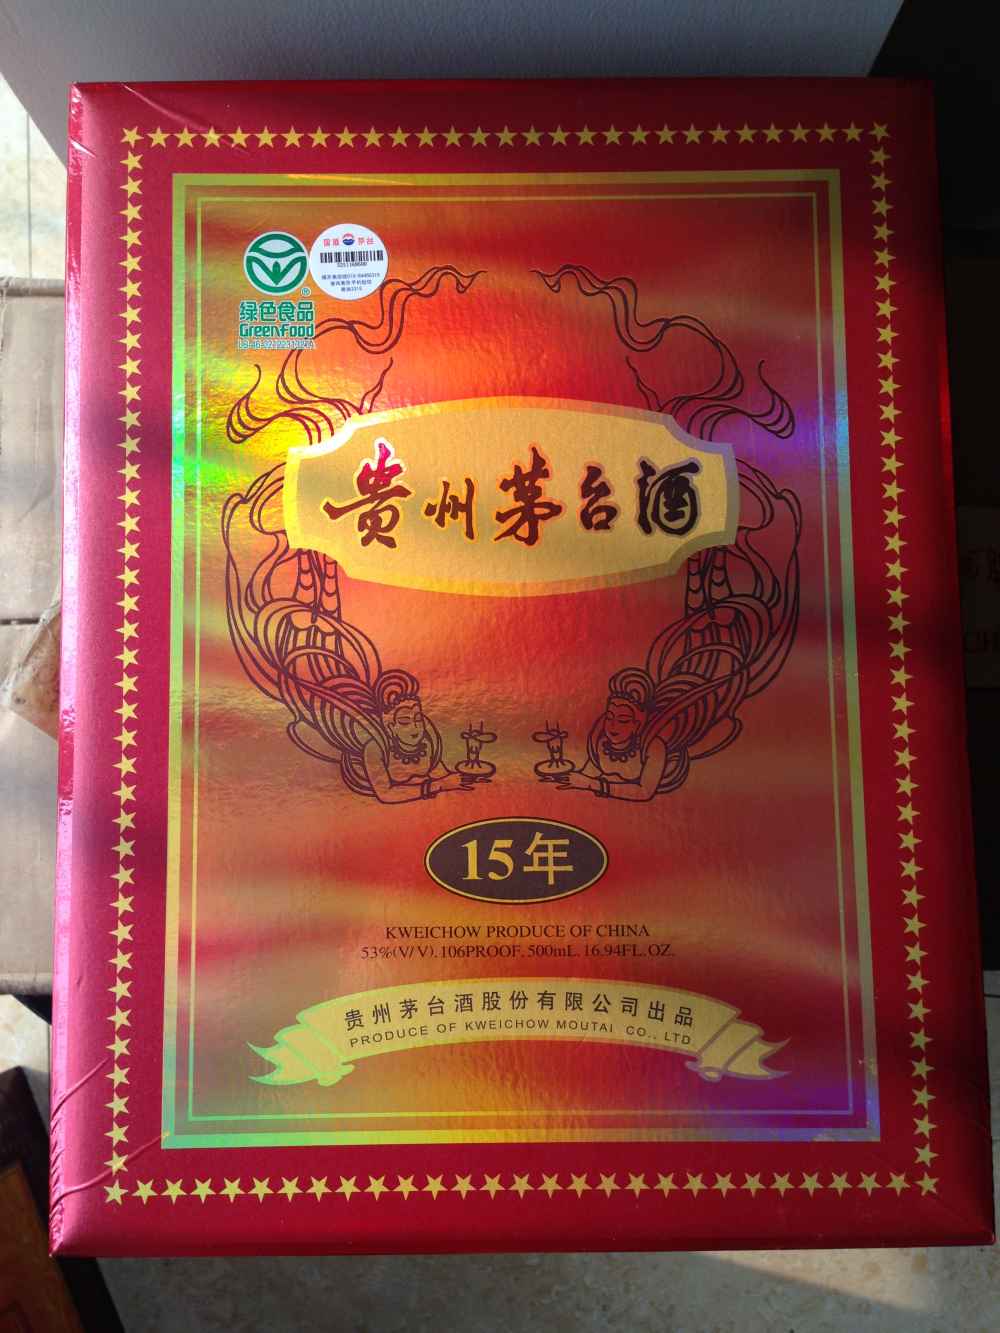 国酒 茅台
绿色食品
GreenFood
贵州茅台酒
15年
KWEICHOW PRODUCE OF CHINA
53%(V/V). 106PROOF. 500mL. 16.94FL. OZ.
贵州茅台酒股份有限公司出品
PRODUCE OF KWEICHOW MOUTAI CO., LTD